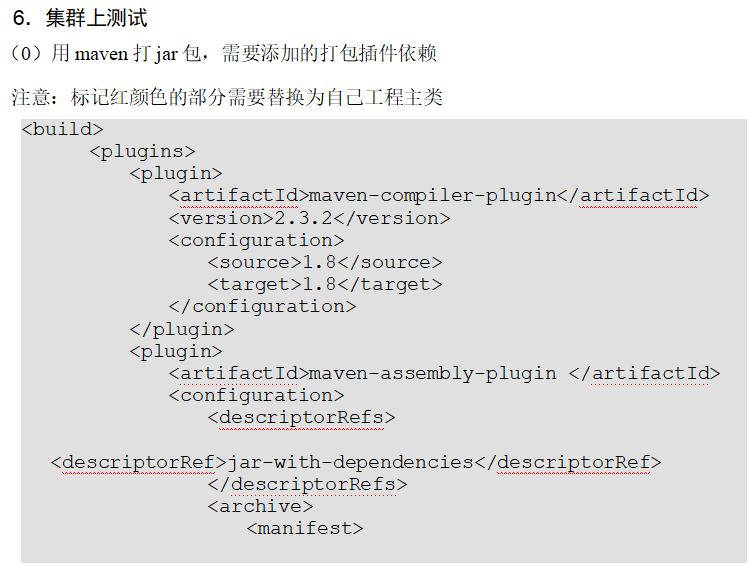 6．集群上测试
（0）用 maven 打 jar 包，需要添加的打包插件依赖
注意：标记红颜色的部分需要替换为自己工程主类
<build>
<plugins>
<plugin>
<artifactId>maven-compiler-plugin</artifactId>
<version>2.3.2</version>
<configuration>
<source>1.8</source>
<target>1.8</target>
</configuration>
</plugin>
<plugin>
<artifactId>maven-assembly-plugin </artifactId>
<configuration>
<descriptorRefs>
<descriptorRef>jar-with-dependencies</descriptorRef>
</descriptorRefs>
<archive>
<manifest>